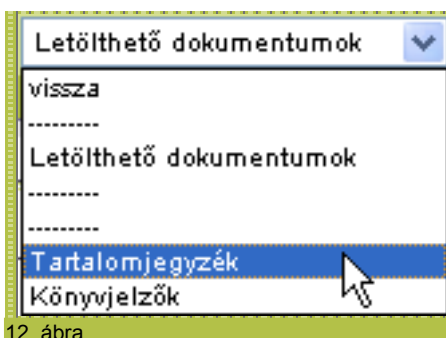 Letölthető dokumentumok
vissza
---------
Letölthető dokumentumok
---------
---------
Tartalomjegyzék
Könyvjelzők
12. ábra